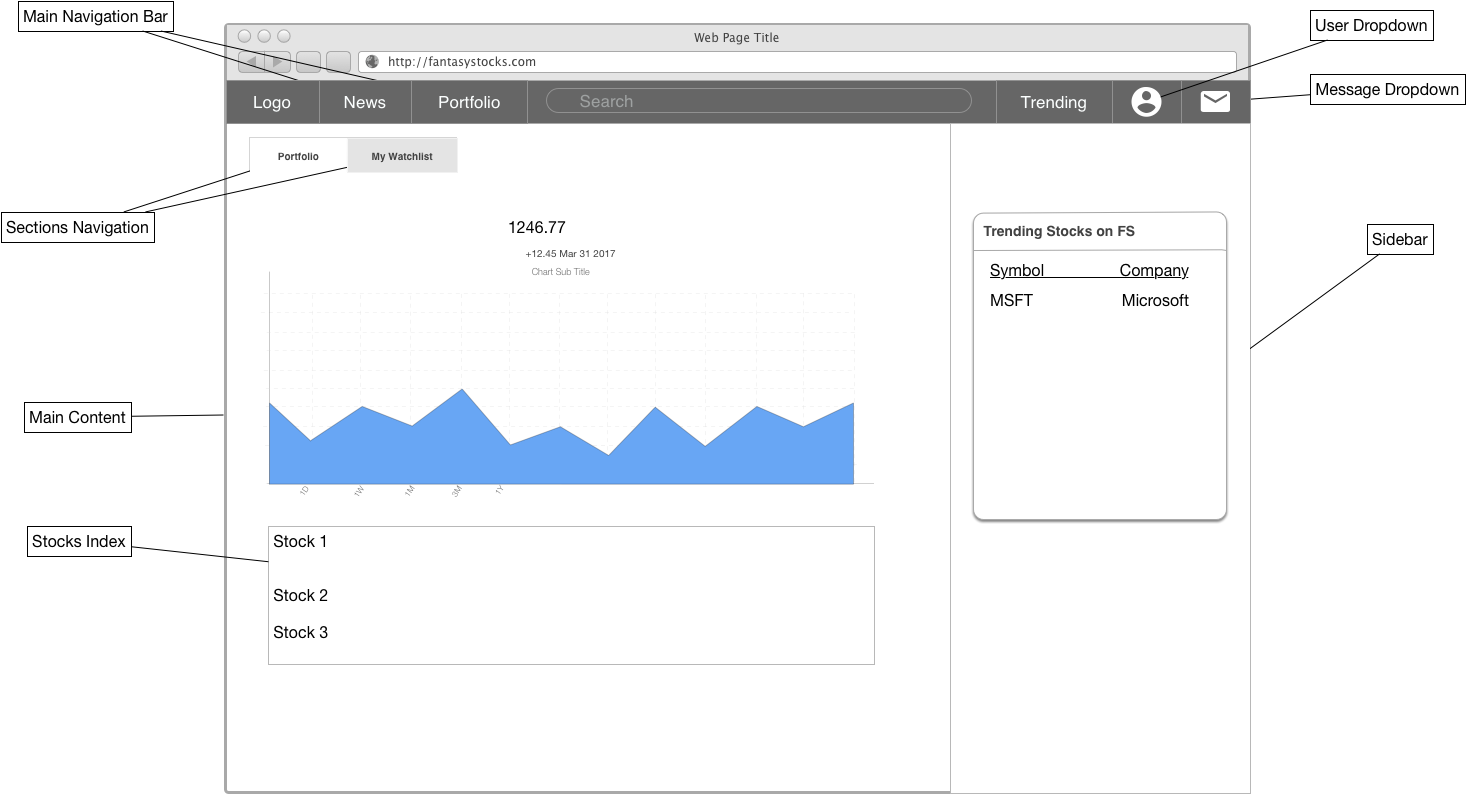 Main Navigation Bar
User Dropdown
Web Page Title
http://fantasystocks.com
Message Dropdown
Logo News Portfolio Search Trending
Portfolio My Watchlist
Sections Navigation
1246.77
+12.45 Mar 31 2017
Chart Sub Title
Trending Stocks on FS
Symbol Company
MSFT Microsoft
Sidebar
Main Content
1D 1W 1M 3M 1Y
Stocks Index
Stock 1
Stock 2
Stock 3